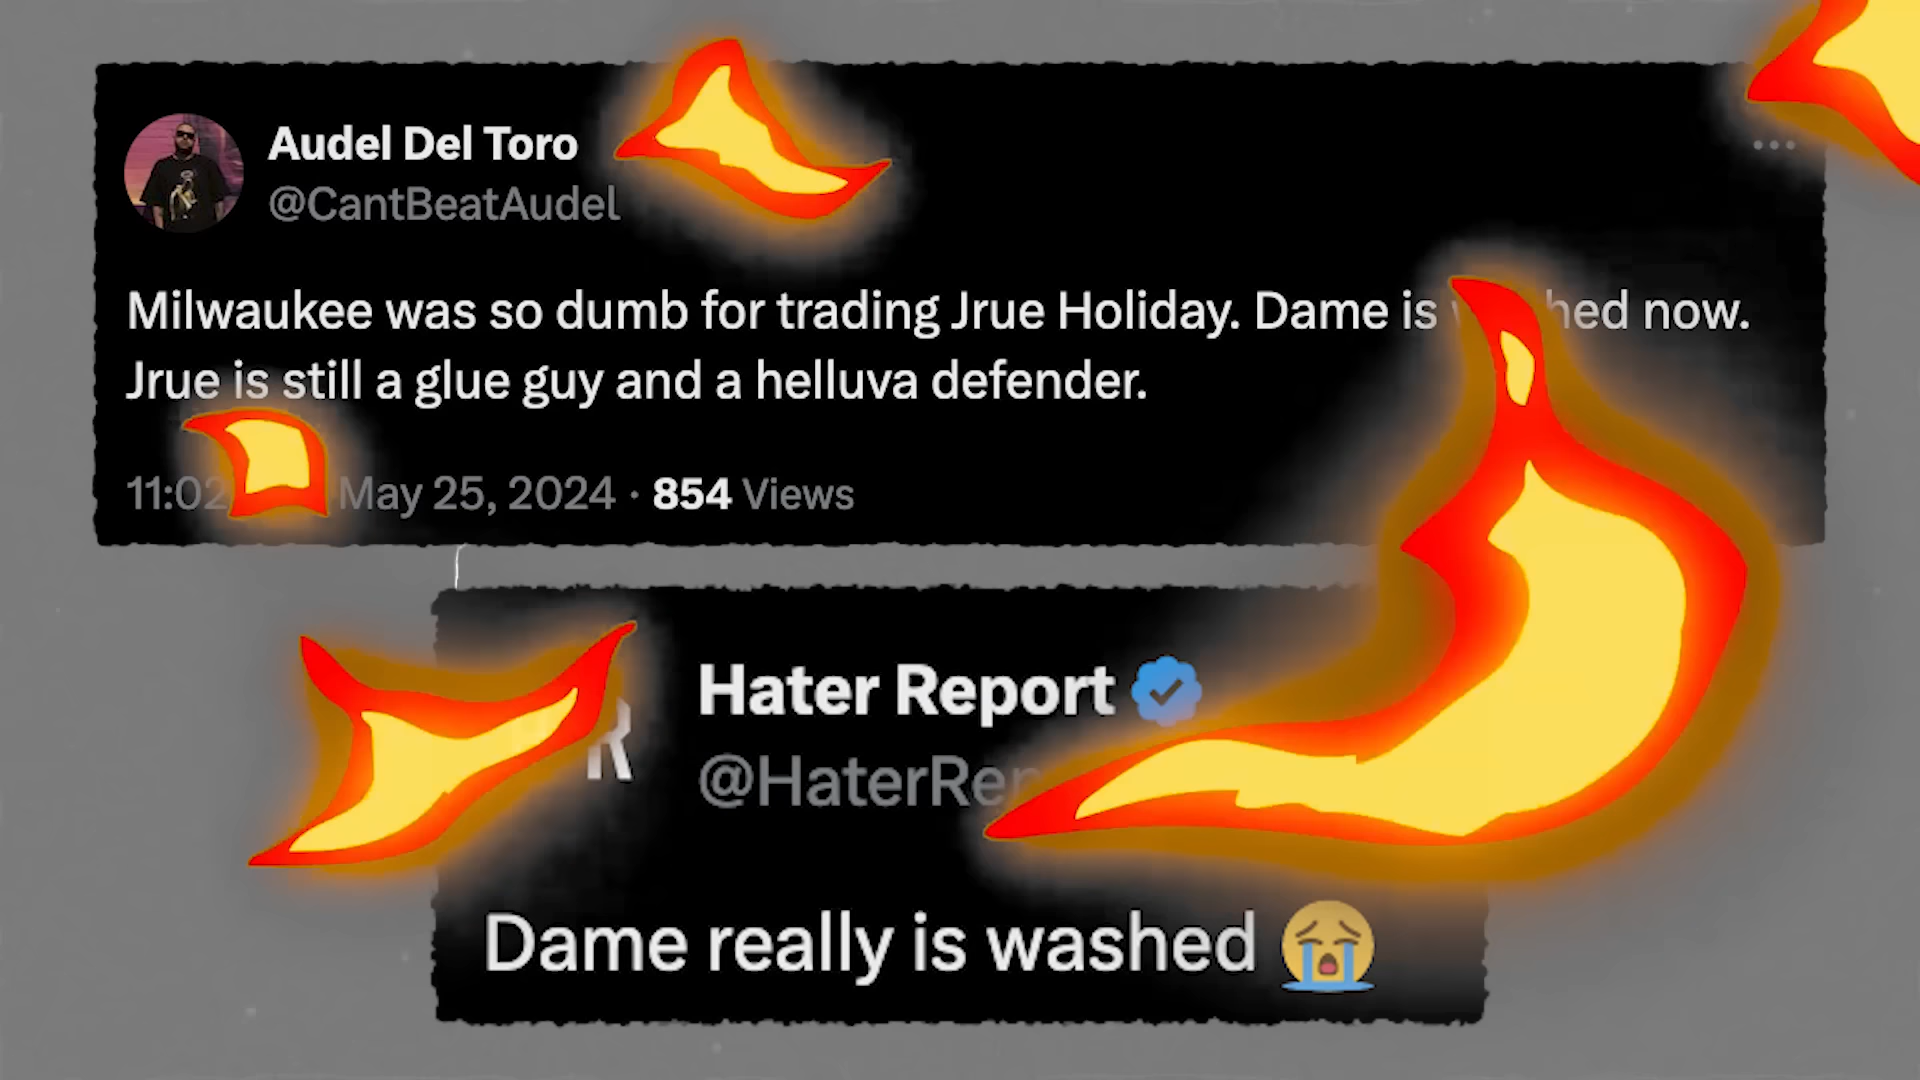 Audel Del Toro
@CantBeatAudel
Milwaukee was so dumb for trading Jrue Holiday. Dame is now.
Jrue is still a glue guy and a helluva defender.
May 25, 2024 · 854 Views
Hater Report
Dame really is washed 😭